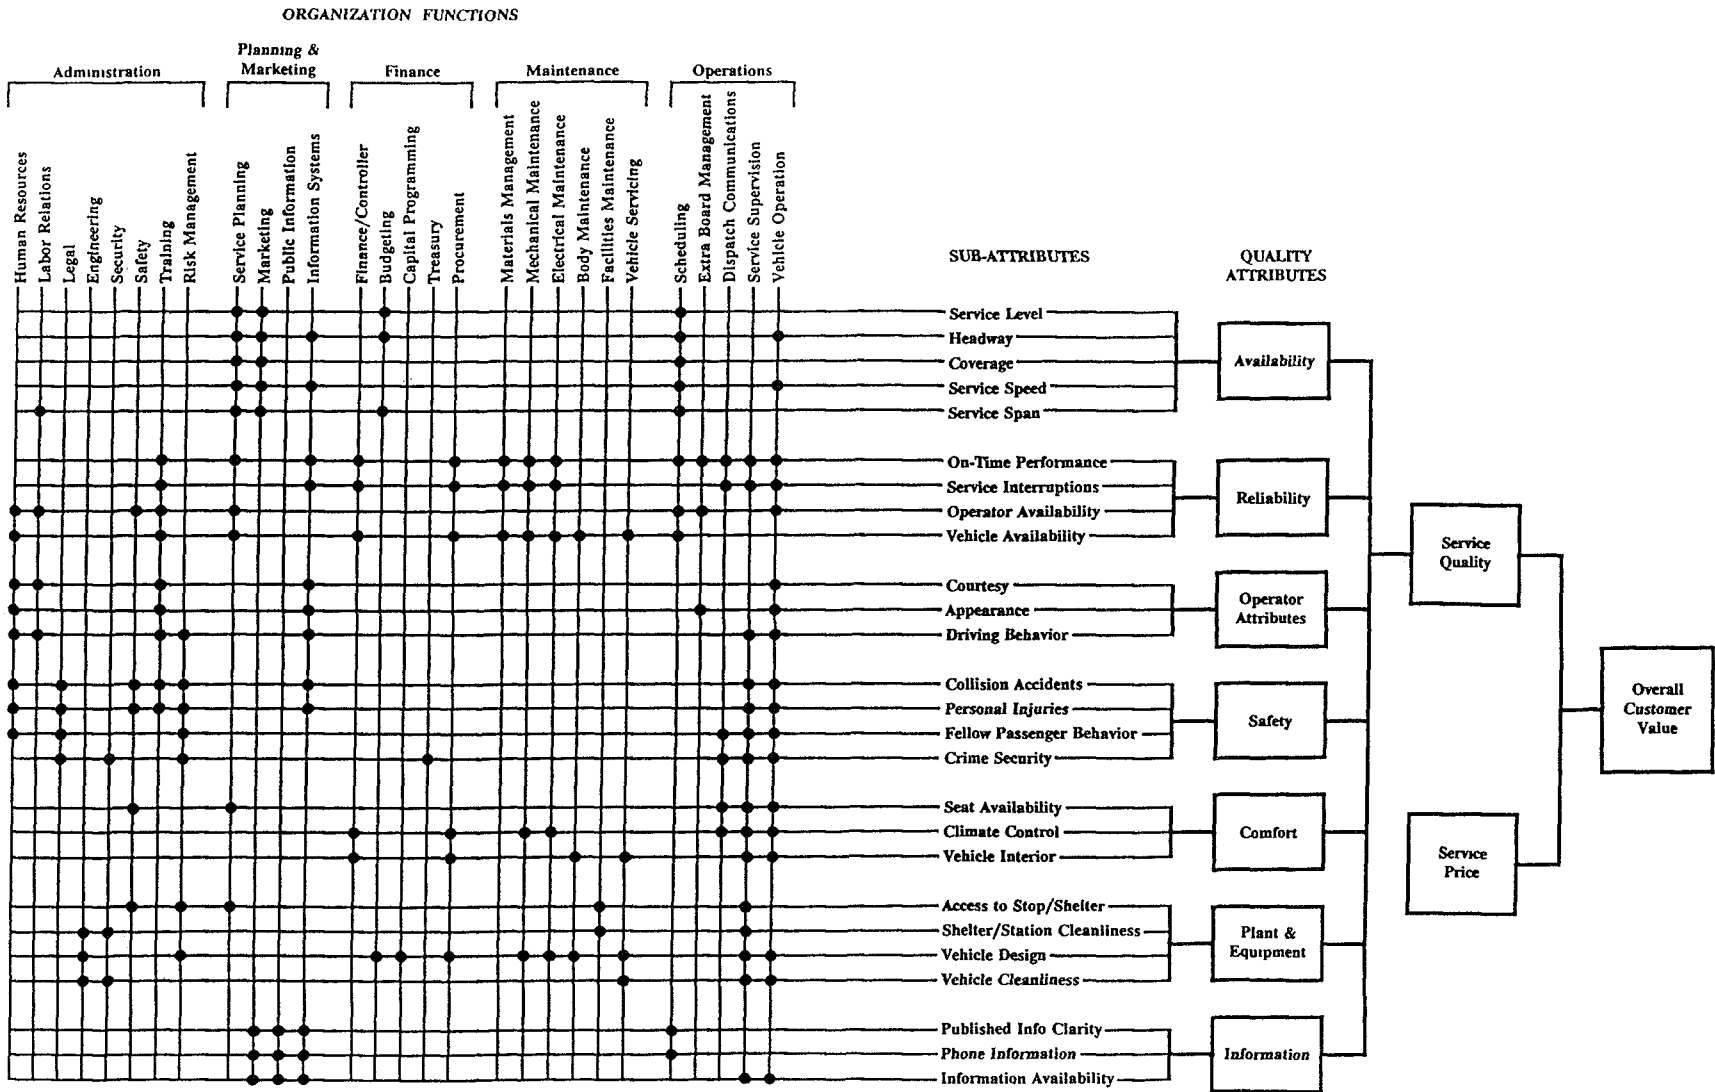 ORGANIZATION FUNCTIONS
Administration
Planning &
Marketing
Finance
Maintenance
Operations
Human Resources
Labor Relations
Legal
Engineering
Security
Safety
Training
Risk Management
Service Planning
Marketing
Public Information
Information Systems
Finance/Controller
Budgeting
Capital Programming
Treasury
Procurement
Materials Management
Mechanical Maintenance
Electrical Maintenance
Body Maintenance
Facilities Maintenance
Vehicle Servicing
Scheduling
Extra Board Management
Dispatch Communications
Service Supervision
Vehicle Operation
SUB-ATTRIBUTES
QUALITY
ATTRIBUTES
Service Level
Headway
Coverage
Service Speed
Service Span
Availability
On-Time Performance
Service Interruptions
Operator Availability
Vehicle Availability
Reliability
Courtesy
Appearance
Driving Behavior
Operator
Attributes
Collision Accidents
Personal Injuries
Fellow Passenger Behavior
Crime Security
Safety
Seat Availability
Climate Control
Vehicle Interior
Comfort
Access to Stop/Shelter
Shelter/Station Cleanliness
Vehicle Design
Vehicle Cleanliness
Plant &
Equipment
Published Info Clarity
Phone Information
Information Availability
Information
Service
Quality
Service
Price
Overall
Customer
Value